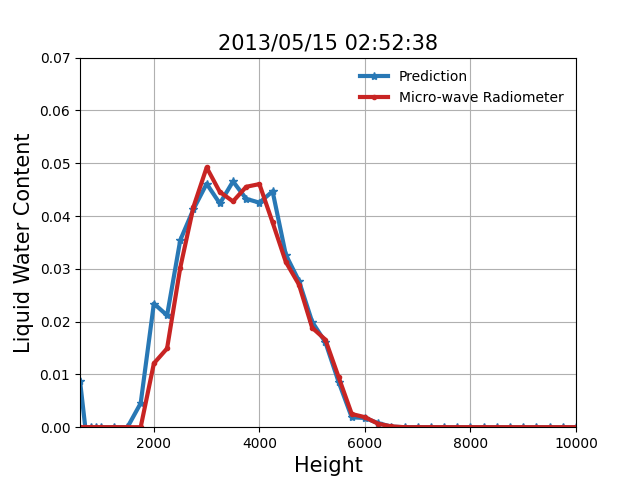 2013/05/15 02:52:38
0.07
0.06
0.05
0.04
0.03
0.02
0.01
0.00
Liquid Water Content
Prediction
Micro-wave Radiometer
2000 4000 6000 8000 10000
Height